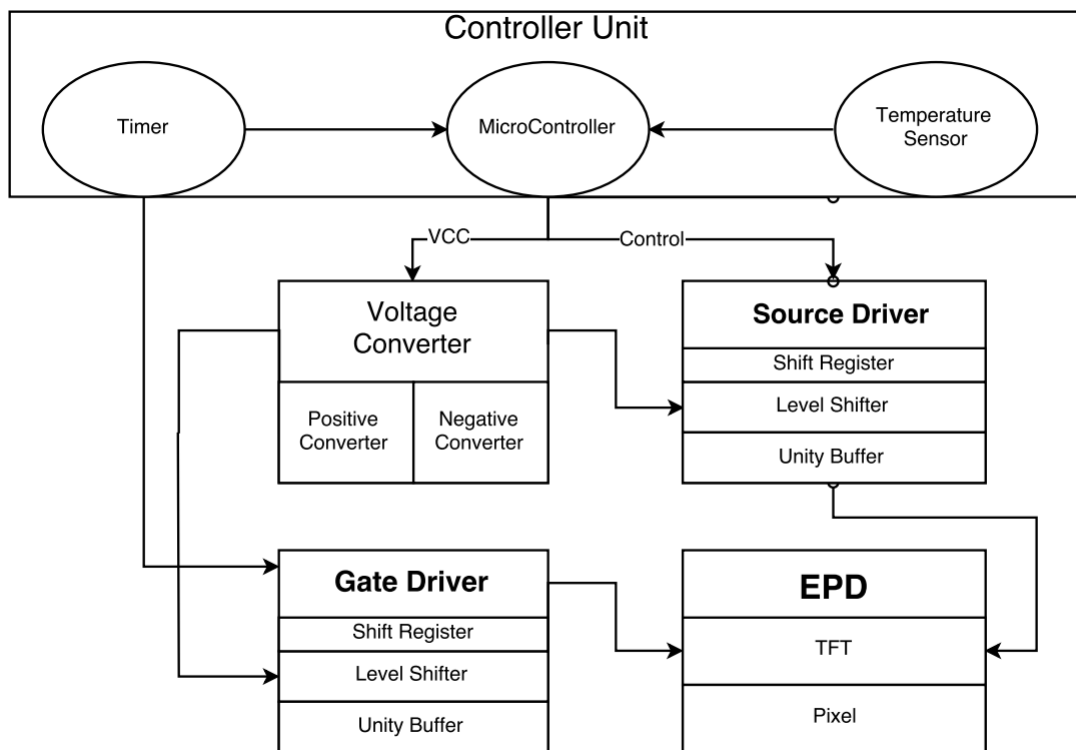 Controller Unit
Timer
MicroController
Temperature
Sensor
VCC
Control
Voltage
Converter
Positive
Converter
Negative
Converter
Source Driver
Shift Register
Level Shifter
Unity Buffer
Gate Driver
Shift Register
Level Shifter
Unity Buffer
EPD
TFT
Pixel